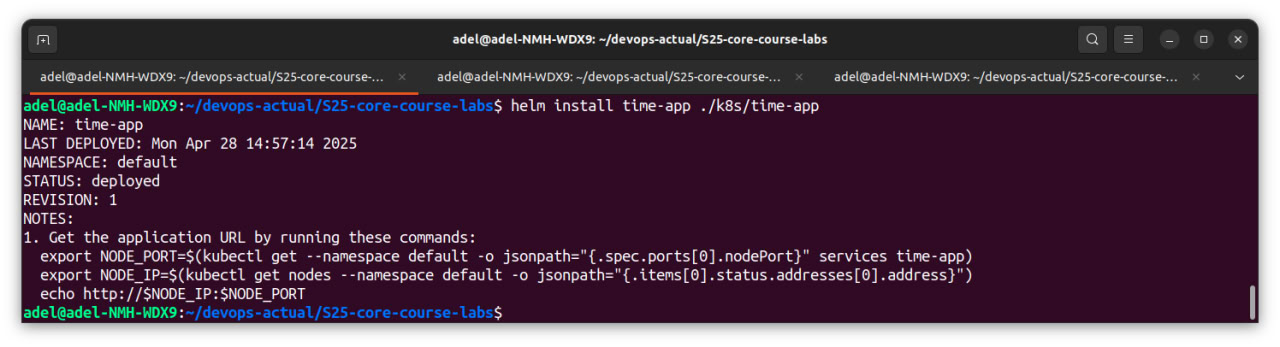 adel@adel-NMH-WDX9: ~/devops-actual/S25-core-course-labs
adel@adel-NMH-WDX9: ~/devops-actual/S25-core-course-...
adel@adel-NMH-WDX9: ~/devops-actual/S25-core-course-...
adel@adel-NMH-WDX9: ~/devops-actual/S25-core-course-...
adel@adel-NMH-WDX9:~/devops-actual/S25-core-course-labs$ helm install time-app ./k8s/time-app
NAME: time-app
LAST DEPLOYED: Mon Apr 28 14:57:14 2025
NAMESPACE: default
STATUS: deployed
REVISION: 1
NOTES:
1. Get the application URL by running these commands:
  export NODE_PORT=$(kubectl get --namespace default -o jsonpath="{.spec.ports[0].nodePort}" services time-app)
  export NODE_IP=$(kubectl get nodes --namespace default -o jsonpath="{.items[0].status.addresses[0].address}")
  echo http://$NODE_IP:$NODE_PORT
adel@adel-NMH-WDX9:~/devops-actual/S25-core-course-labs$